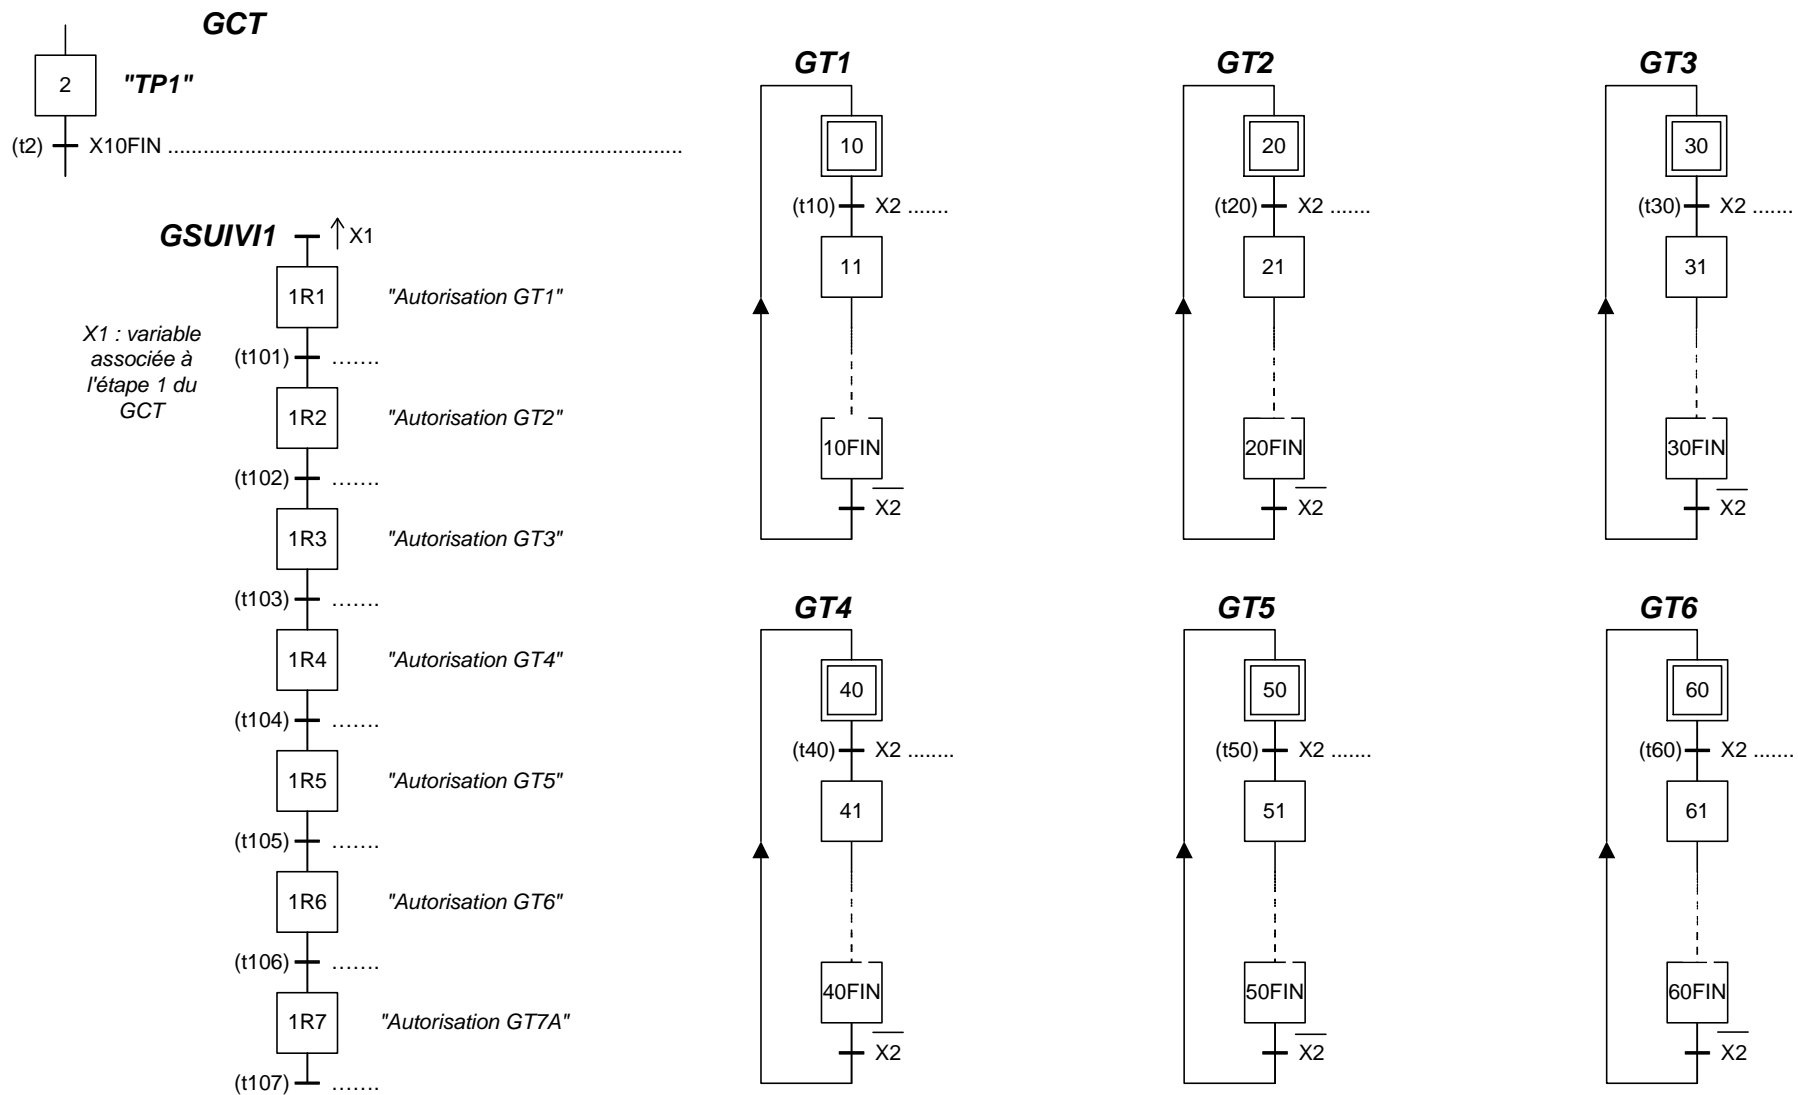 GCT
2
"TP1"
(t2)
X10FIN .......................................................................................
GSUIVI1
X1
1R1
"Autorisation GT1"
X1 : variable
associée à
l'étape 1 du
GCT
(t101)
.......
1R2
"Autorisation GT2"
(t102)
.......
1R3
"Autorisation GT3"
(t103)
.......
1R4
"Autorisation GT4"
(t104)
.......
1R5
"Autorisation GT5"
(t105)
.......
1R6
"Autorisation GT6"
(t106)
.......
1R7
"Autorisation GT7A"
(t107)
.......
GT1
10
(t10)
X2 .......
11
10FIN
X2
GT2
20
(t20)
X2 .......
21
20FIN
X2
GT3
30
(t30)
X2 .......
31
30FIN
X2
GT4
40
(t40)
X2 ........
41
40FIN
X2
GT5
50
(t50)
X2 .......
51
50FIN
X2
GT6
60
(t60)
X2 .......
61
60FIN
X2